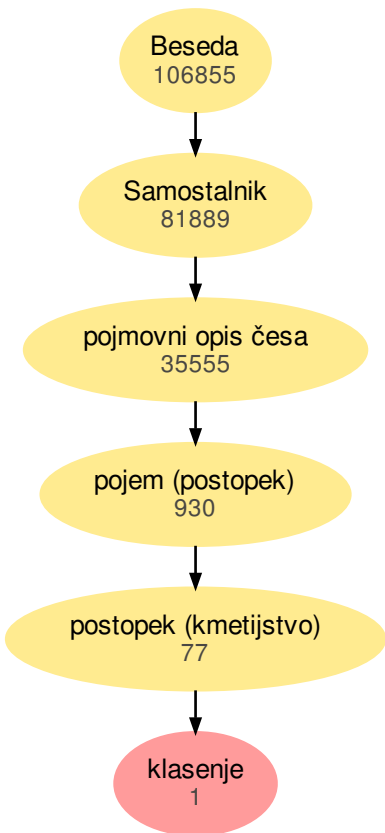 Beseda
106855
Samostalnik
81889
pojmovni opis česa
35555
pojem (postopek)
930
postopek (kmetijstvo)
77
klasenje
1